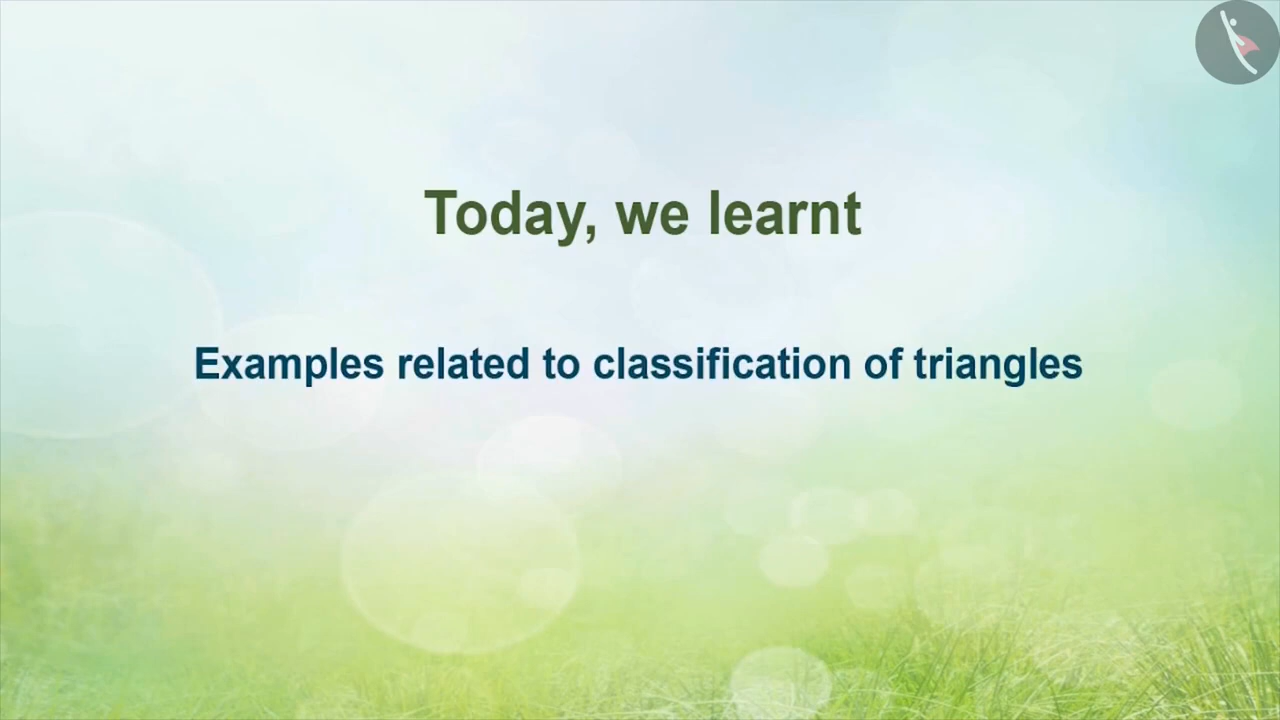 Today, we learnt
Examples related to classification of triangles